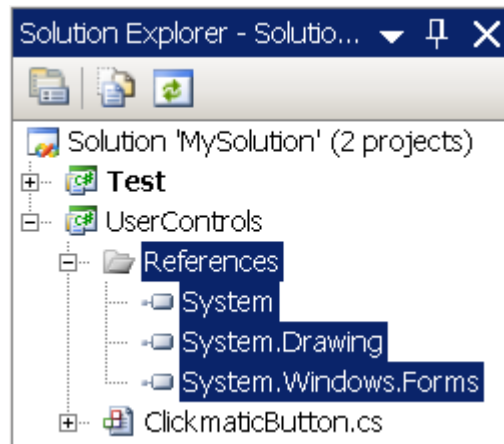 Solution Explorer - Solutio...
Solution 'MySolution' (2 projects)
Test
UserControls
References
System
System.Drawing
System.Windows.Forms
ClickmaticButton.cs